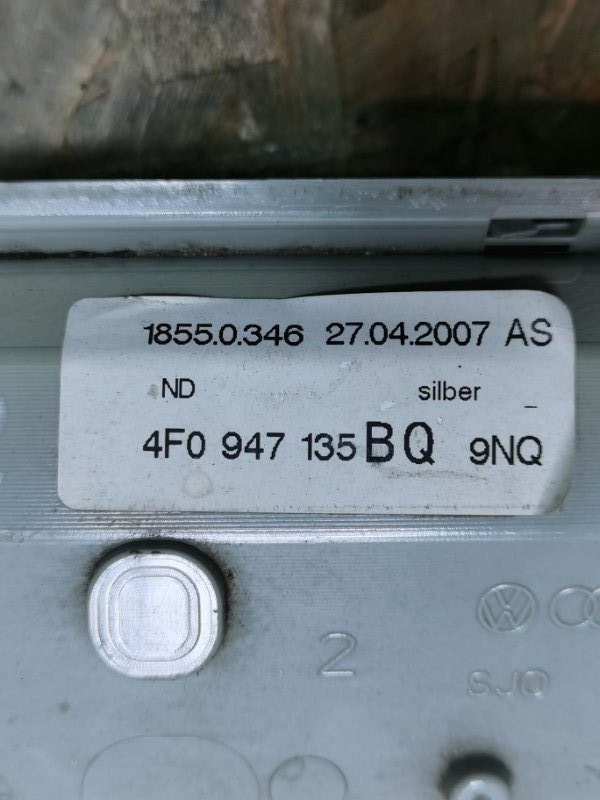 1855.0.346 27.04.2007 AS
ND silber _
4F0 947 135 BQ 9NQ
2
SJQ